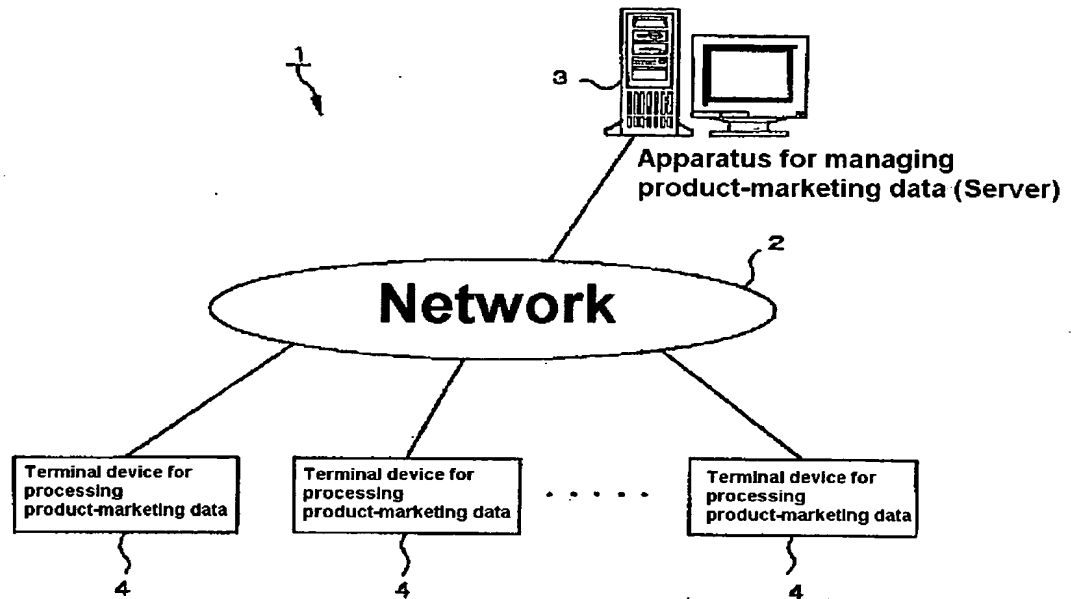 1
3
Apparatus for managing
product-marketing data (Server)
2
Network
Terminal device for
processing
product-marketing data
Terminal device for
processing
product-marketing data
Terminal device for
processing
product-marketing data
4
4
4